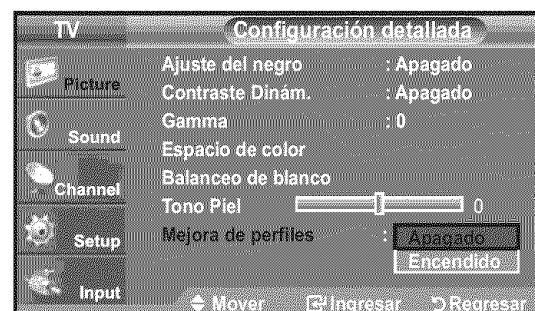 TV
Configuración detallada
Picture
Sound
Channel
Setup
Input
Ajuste del negro : Apagado
Contraste Dinám. : Apagado
Gamma : 0
Espacio de color
Balanceo de blanco
Tono Piel 0
Mejora de perfiles : Apagado
Encendido
Mover Ingresar Regresar